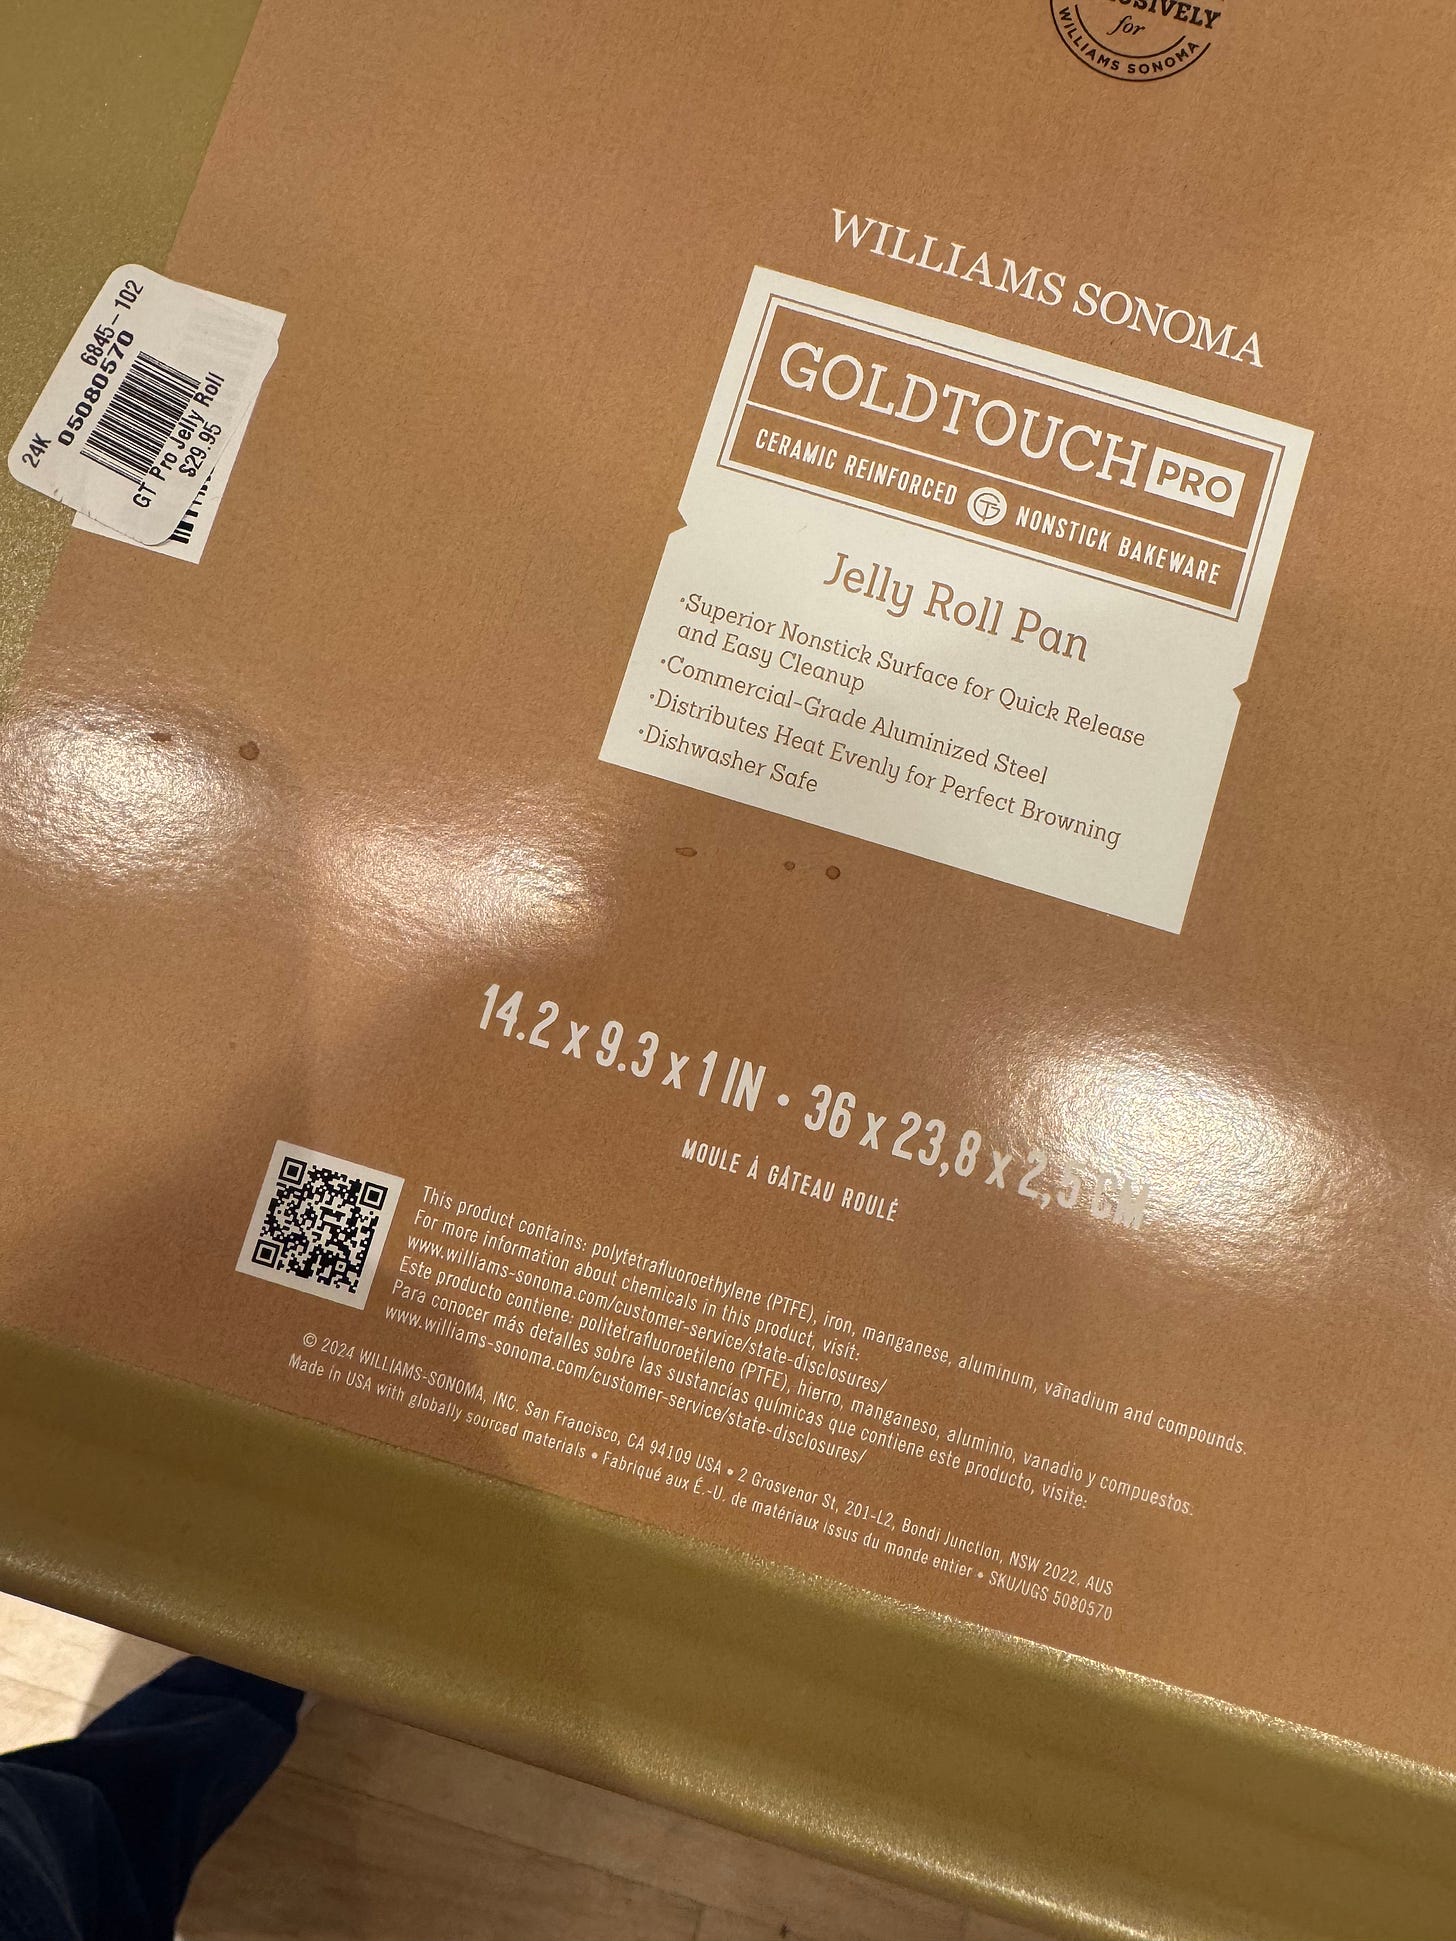 USIVELY
for
WILLIAMS SONOMA
WILLIAMS SONOMA
GOLDTOUCH PRO
CERAMIC REINFORCED GT NONSTICK BAKEWARE
Jelly Roll Pan
•Superior Nonstick Surface for Quick Release
and Easy Cleanup
•Commercial-Grade Aluminized Steel
•Distributes Heat Evenly for Perfect Browning
•Dishwasher Safe
6845-102
24K 05080570
GT Pro Jelly Roll
$29.95
14.2 x 9.3 x 1 IN • 36 x 23,8 x 2,5 CM
MOULE À GÂTEAU ROULÉ
This product contains: polytetrafluoroethylene (PTFE), iron, manganese, aluminum, vanadium and compounds.
For more information about chemicals in this product, visit:
www.williams-sonoma.com/customer-service/state-disclosures/
Este producto contiene: politetrafluoroetileno (PTFE), hierro, manganeso, aluminio, vanadio y compuestos.
Para conocer más detalles sobre las sustancias químicas que contiene este producto, visite:
www.williams-sonoma.com/customer-service/state-disclosures/
© 2024 WILLIAMS-SONOMA, INC. San Francisco, CA 94109 USA • 2 Grosvenor St, 201-L2, Bondi Junction, NSW 2022, AUS
Made in USA with globally sourced materials • Fabriqué aux É.-U. de matériaux issus du monde entier • SKU/UGS 5080570